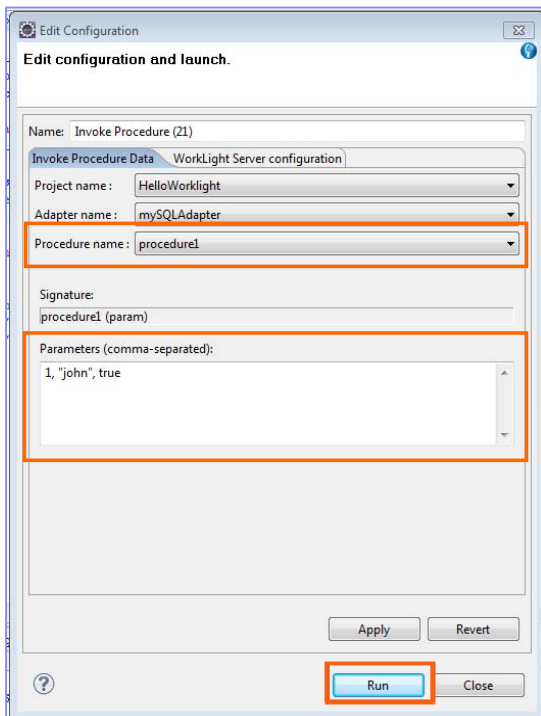 Edit Configuration
Edit configuration and launch.
Name: Invoke Procedure (21)
Invoke Procedure Data WorkLight Server configuration
Project name : HelloWorklight
Adapter name : mySQLAdapter
Procedure name : procedure1
Signature:
procedure1 (param)
Parameters (comma-separated):
1, "john", true
Apply Revert
? Run Close